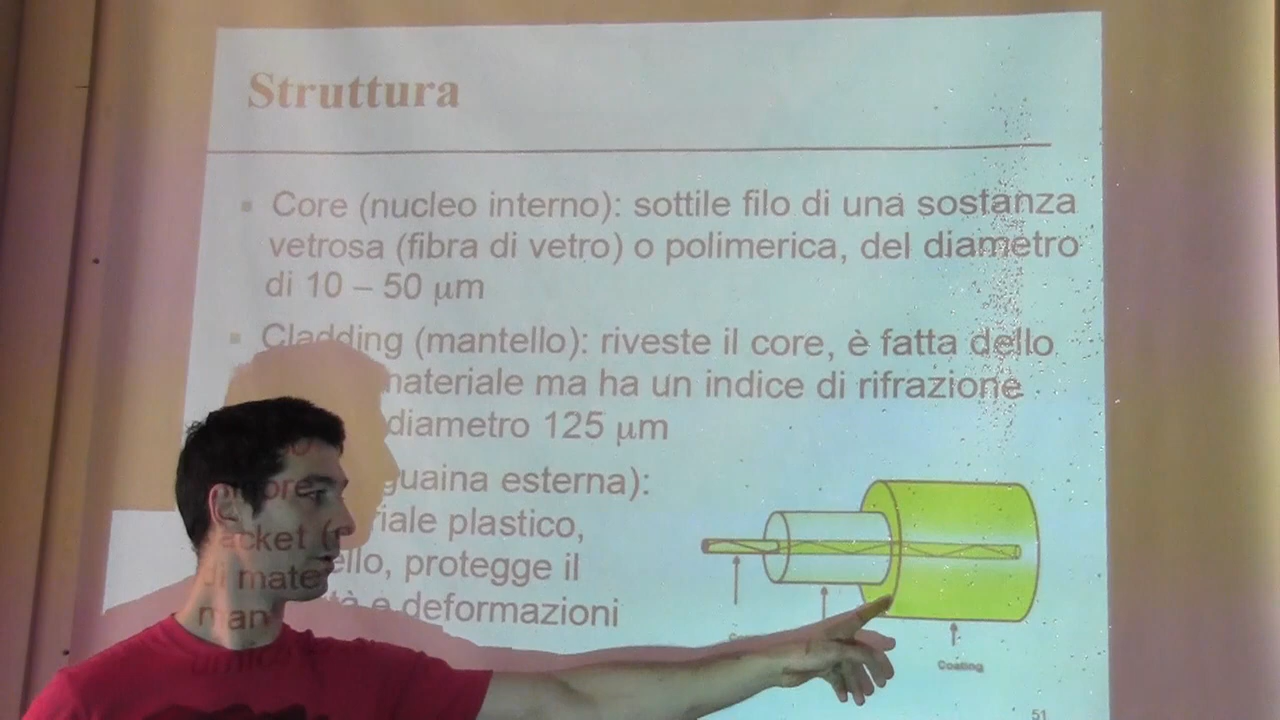 Struttura
Core (nucleo interno): sottile filo di una sostanza
vetrosa (fibra di vetro) o polimerica, del diametro
di 10 – 50 μm
Cladding (mantello): riveste il core, è fatta dello
materiale ma ha un indice di rifrazione
diametro 125 μm
guaina esterna):
plastico,
protegge il
e deformazioni
Coating
51